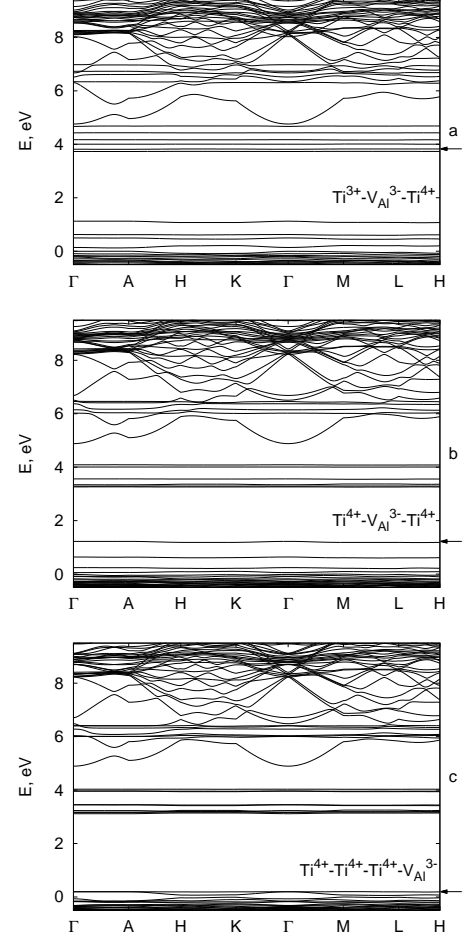 8
6
4
2
0
E, eV
a
Ti3+-VAl3--Ti4+
Γ A H K Γ M L H
8
6
4
2
0
E, eV
b
Ti4+-VAl3--Ti4+
Γ A H K Γ M L H
8
6
4
2
0
E, eV
c
Ti4+-Ti4+-Ti4+-VAl3-
Γ A H K Γ M L H